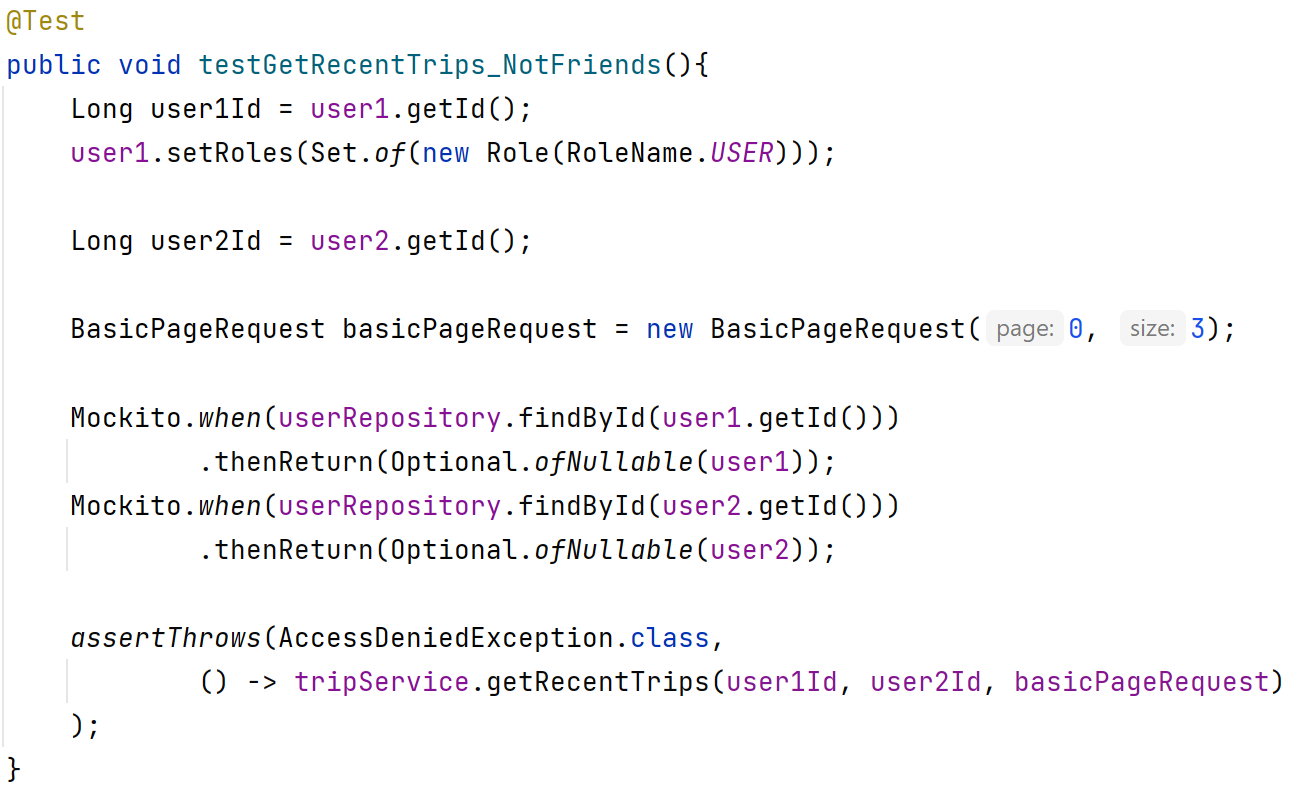 @Test
public void testGetRecentTrips_NotFriends(){
Long user1Id = user1.getId();
user1.setRoles(Set.of(new Role(RoleName.USER)));
Long user2Id = user2.getId();
BasicPageRequest basicPageRequest = new BasicPageRequest( page: 0, size: 3);
Mockito.when(userRepository.findById(user1.getId()))
.thenReturn(Optional.ofNullable(user1));
Mockito.when(userRepository.findById(user2.getId()))
.thenReturn(Optional.ofNullable(user2));
assertThrows(AccessDeniedException.class,
() -> tripService.getRecentTrips(user1Id, user2Id, basicPageRequest)
);
}